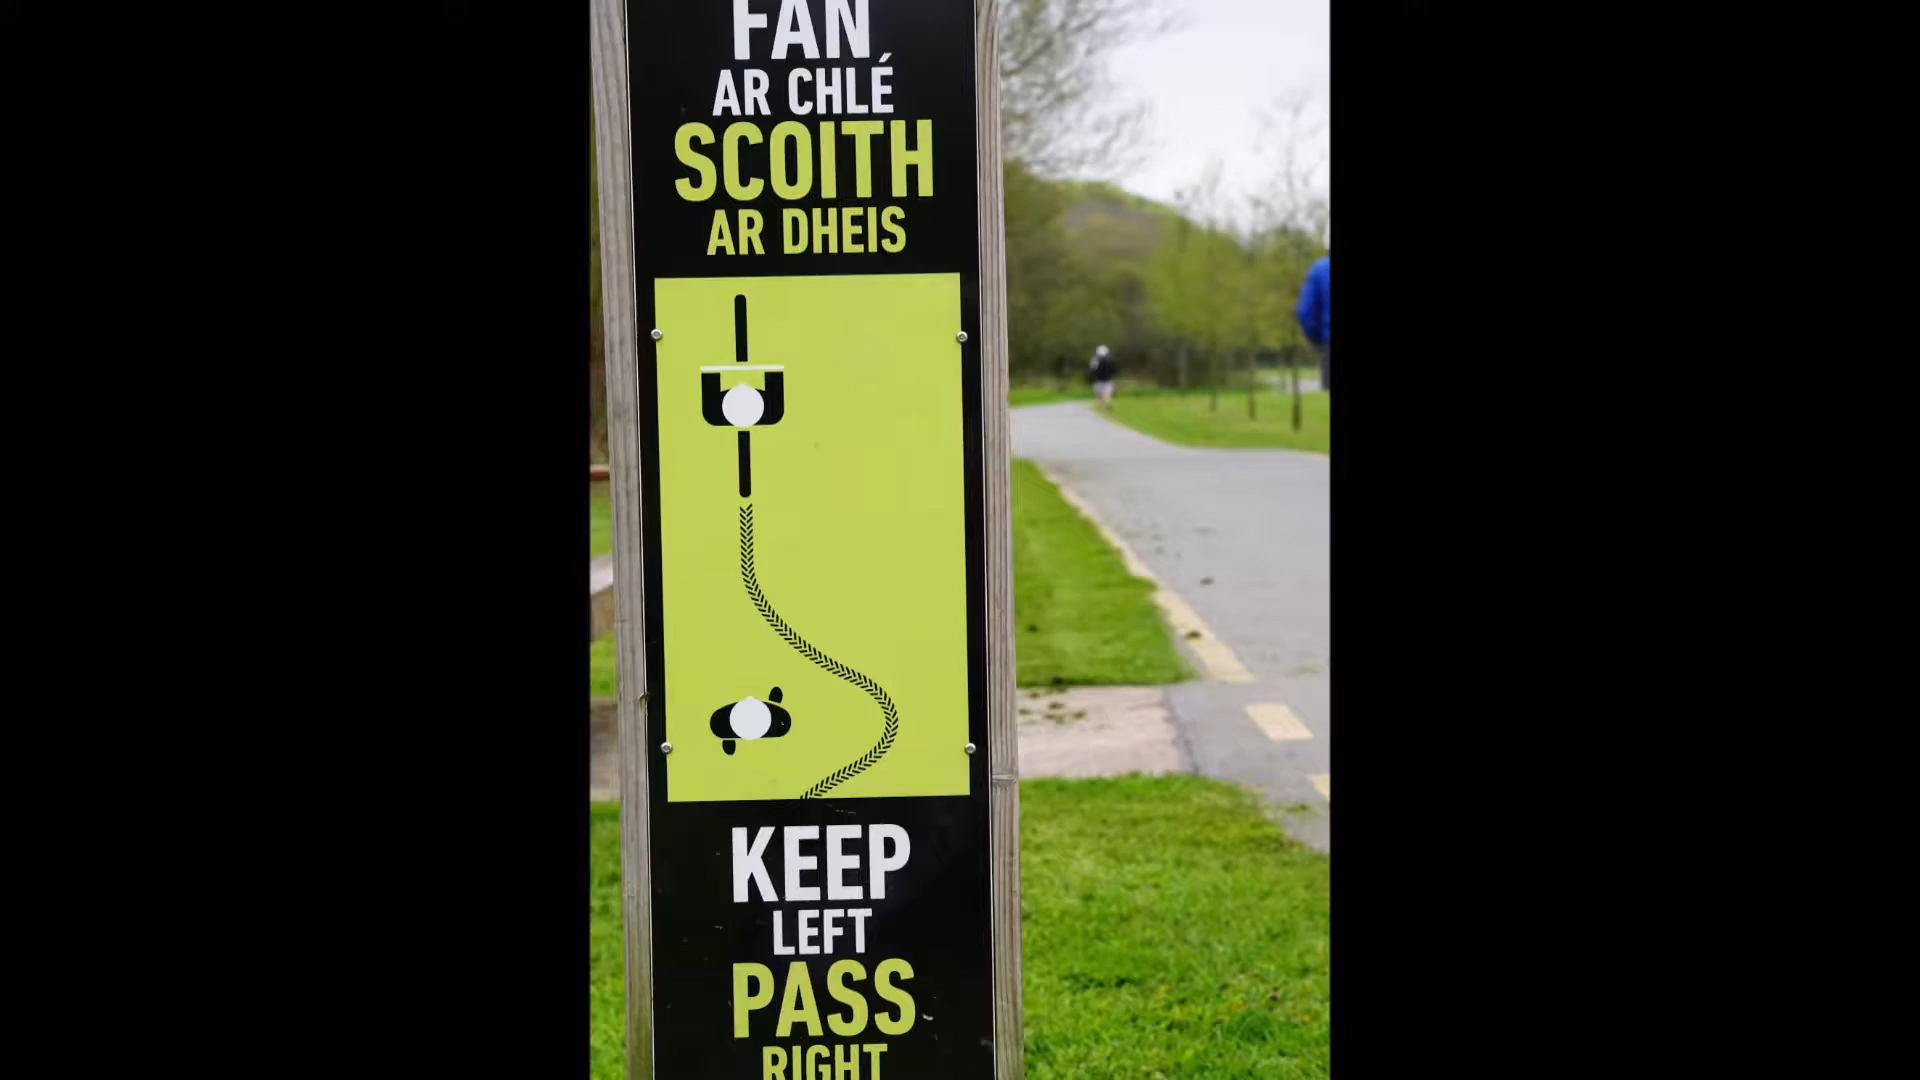 FAN
AR CHLÉ
SCOITH
AR DHEIS
KEEP
LEFT
PASS
RIGHT